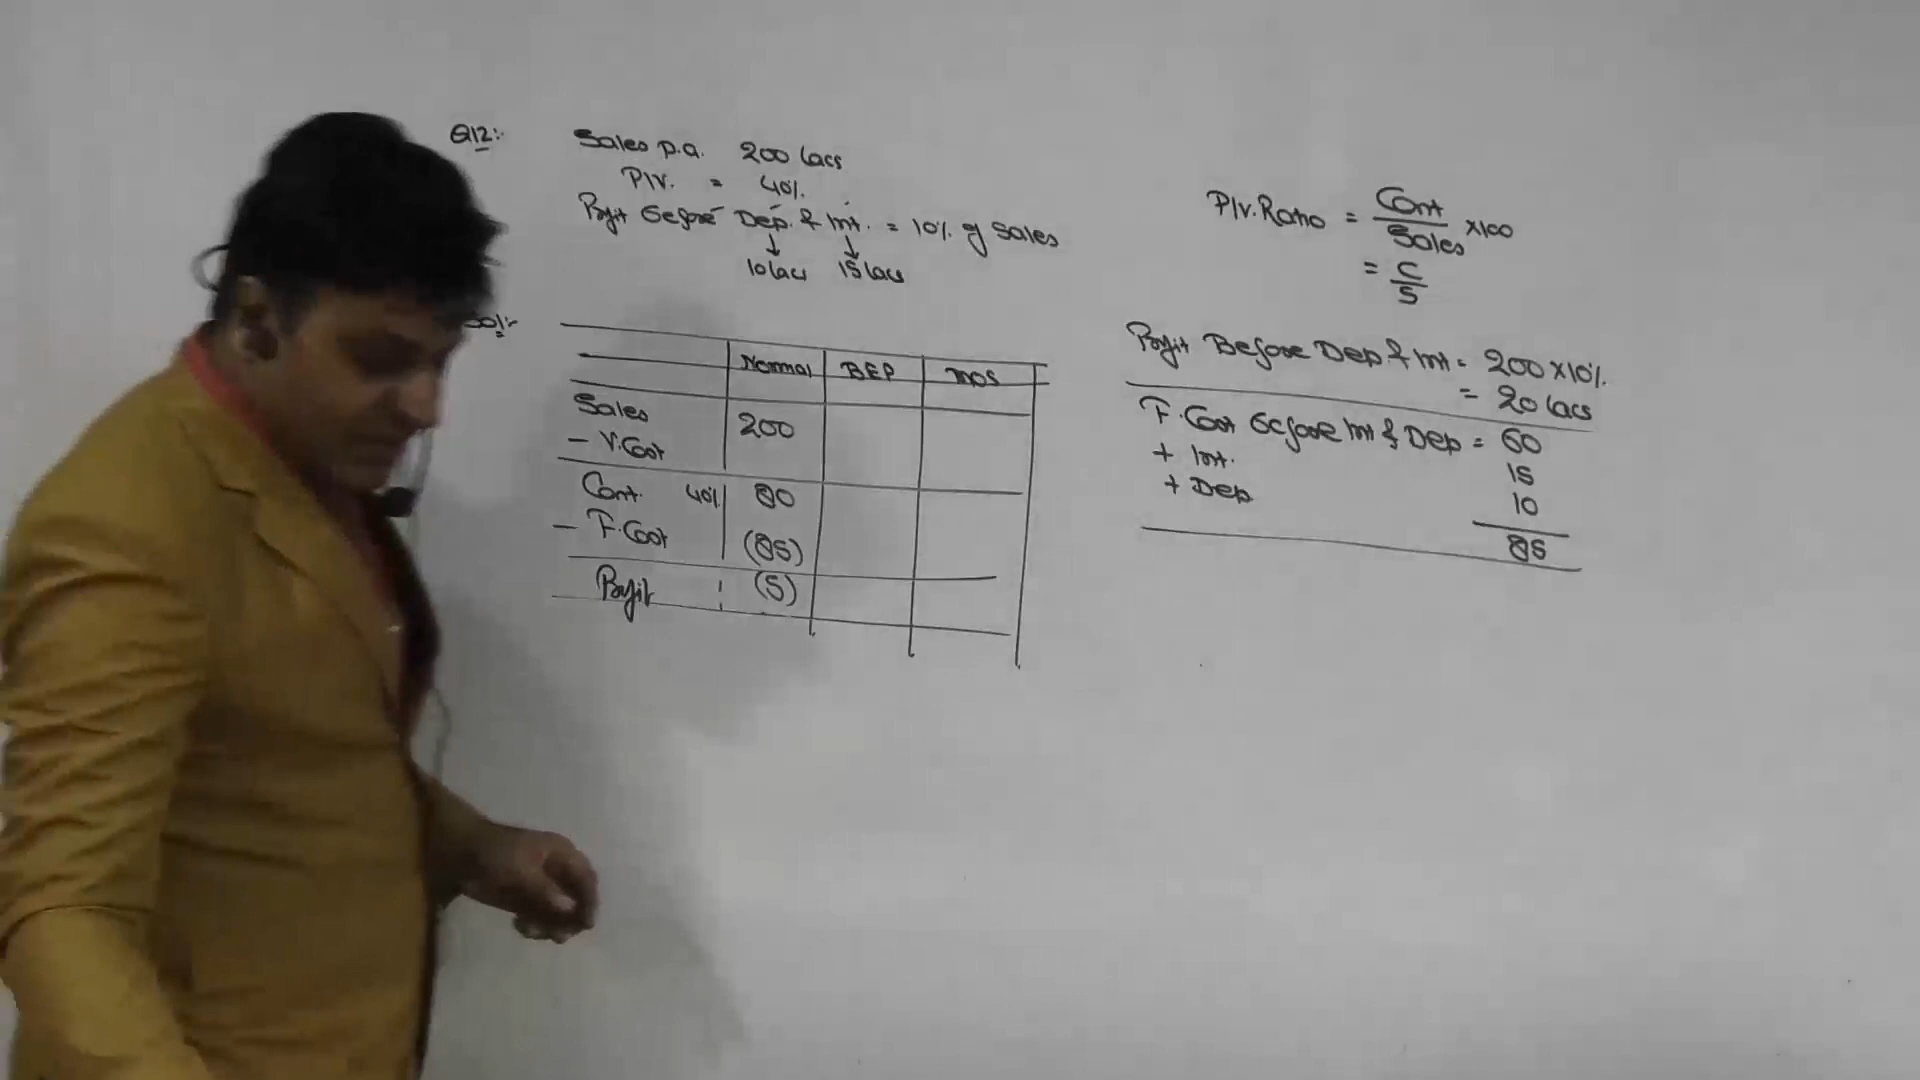 Q12:-
Sales p.a. 200 lacs
P/V. = 40%.
Profit Before Dep. & Int. = 10% of Sales
10 lacs 15 lacs
Sol:-
Normal BEP MOS
Sales 200
- V.Cost
Cont. 40% 80
- F.Cost (85)
Profit (5)
P/V.Ratio = Cont / Sales x100
= C / S
Profit Before Dep. & Int = 200 x 10%.
= 20 lacs
F.Cost Before Int & Dep = 60
+ Int. 15
+ Dep 10
85